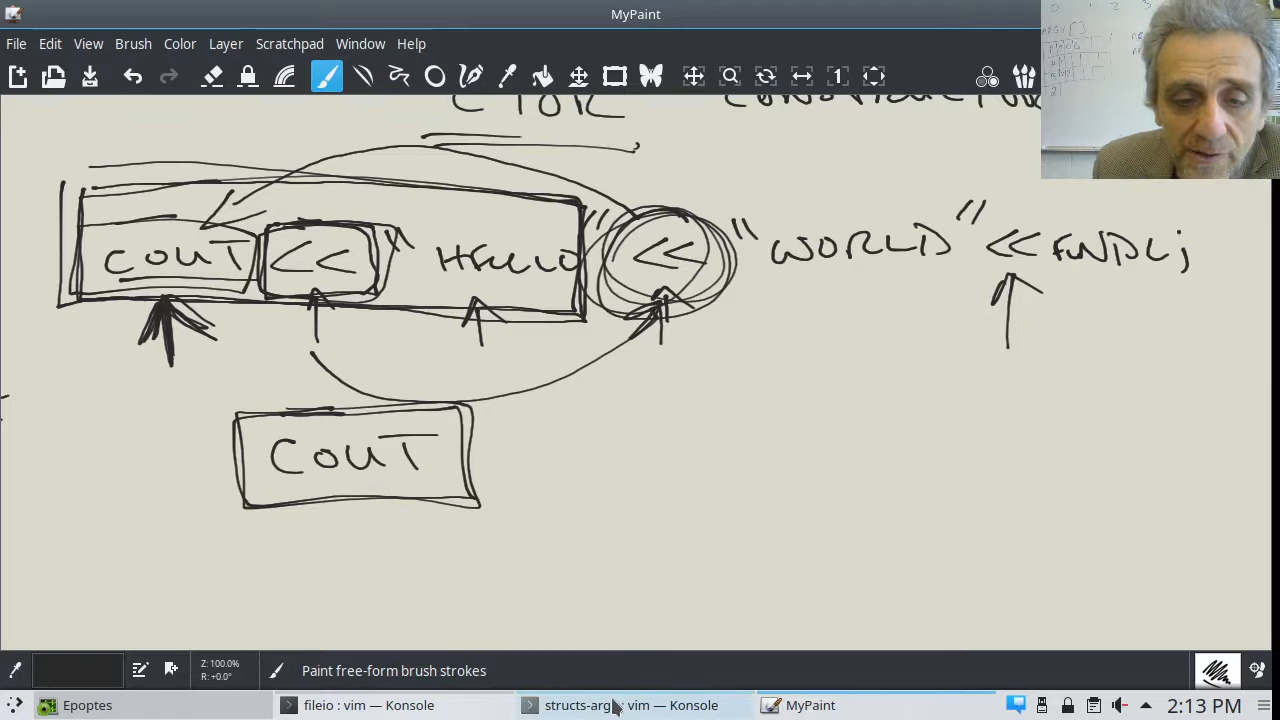 MyPaint
File Edit View Brush Color Layer Scratchpad Window Help
CTOR
COUT << "HELLO" << "WORLD" << ENDL;
COUT
Z: 100.0%
R: +0.0°
Paint free-form brush strokes
Epoptes
fileio : vim — Konsole
structs-arg : vim — Konsole
MyPaint
2:13 PM